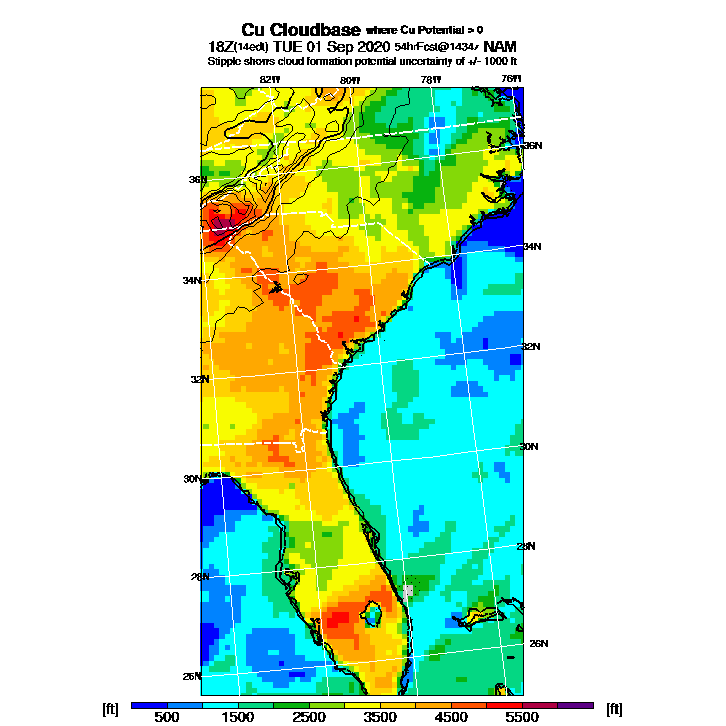 Cu Cloudbase where Cu Potential > 0
18Z(14edt) TUE 01 Sep 2020 54hrFcst@1434z NAM
Stipple shows cloud formation potential uncertainty of +/- 1000 ft
82W 80W 78W 76W
36N
36N
34N
34N
32N
32N
30N
30N
28N
28N
26N
26N
[ft] 500 1500 2500 3500 4500 5500 [ft]